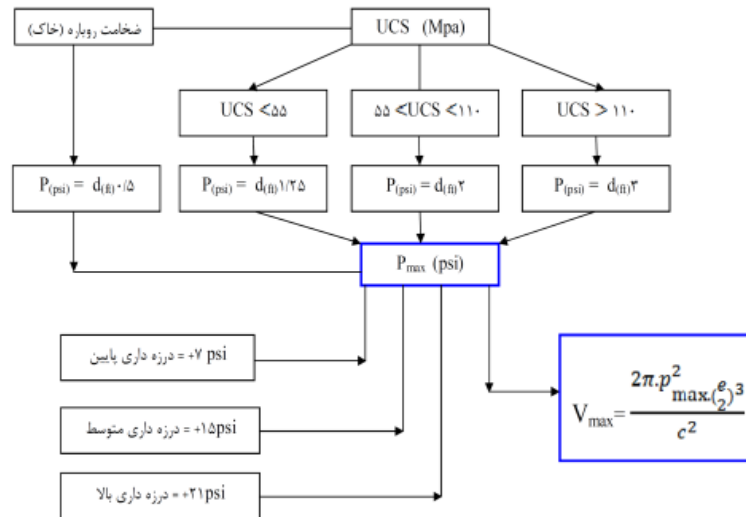 ضخامت روباره (خاک)
UCS (Mpa)
UCS <۵۵
۵۵ <UCS <۱۱۰
UCS > ۱۱۰
P(psi) = d(ft)۰/۵
P(psi) = d(ft)۱/۲۵
P(psi) = d(ft)۲
P(psi) = d(ft)۳
Pmax (psi)
درزه داری پایین = +۷ psi
درزه داری متوسط = +۱۵psi
درزه داری بالا = +۲۱psi
Vmax= 2π.p²max.(e/2)³ / c²